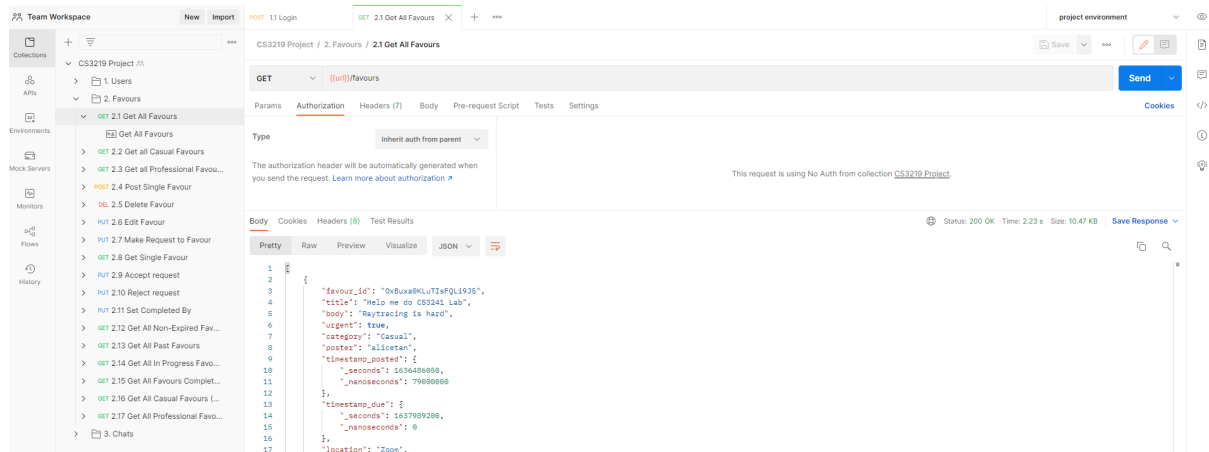 Team Workspace New Import POST 1.1 Login GET 2.1 Get All Favours project environment
Collections
APIs
Environments
Mock Servers
Monitors
Flows
History
CS3219 Project
1. Users
2. Favours
GET 2.1 Get All Favours
e.g. Get All Favours
GET 2.2 Get all Casual Favours
GET 2.3 Get all Professional Favou...
POST 2.4 Post Single Favour
DEL 2.5 Delete Favour
PUT 2.6 Edit Favour
PUT 2.7 Make Request to Favour
GET 2.8 Get Single Favour
PUT 2.9 Accept request
PUT 2.10 Reject request
PUT 2.11 Set Completed By
GET 2.12 Get All Non-Expired Fav...
GET 2.13 Get All Past Favours
GET 2.14 Get All In Progress Favo...
GET 2.15 Get All Favours Complet...
GET 2.16 Get All Casual Favours (...
GET 2.17 Get All Professional Favo...
3. Chats
CS3219 Project / 2. Favours / 2.1 Get All Favours Save
GET {{url}}/favours Send
Params Authorization Headers (7) Body Pre-request Script Tests Settings Cookies
Type Inherit auth from parent
The authorization header will be automatically generated when
you send the request. Learn more about authorization ↗
This request is using No Auth from collection CS3219 Project.
Body Cookies Headers (8) Test Results Status: 200 OK Time: 2.23 s Size: 10.47 KB Save Response
Pretty Raw Preview Visualize JSON
1 [
2 {
3 "favour_id": "OxBuxa0KLuTIsFQLi9J5",
4 "title": "Help me do CS3241 Lab",
5 "body": "Raytracing is hard",
6 "urgent": true,
7 "category": "Casual",
8 "poster": "alicetan",
9 "timestamp_posted": {
10 "_seconds": 1636486060,
11 "_nanoseconds": 79000000
12 },
13 "timestamp_due": {
14 "_seconds": 1637989200,
15 "_nanoseconds": 0
16 },
17 "location": "Zoom",